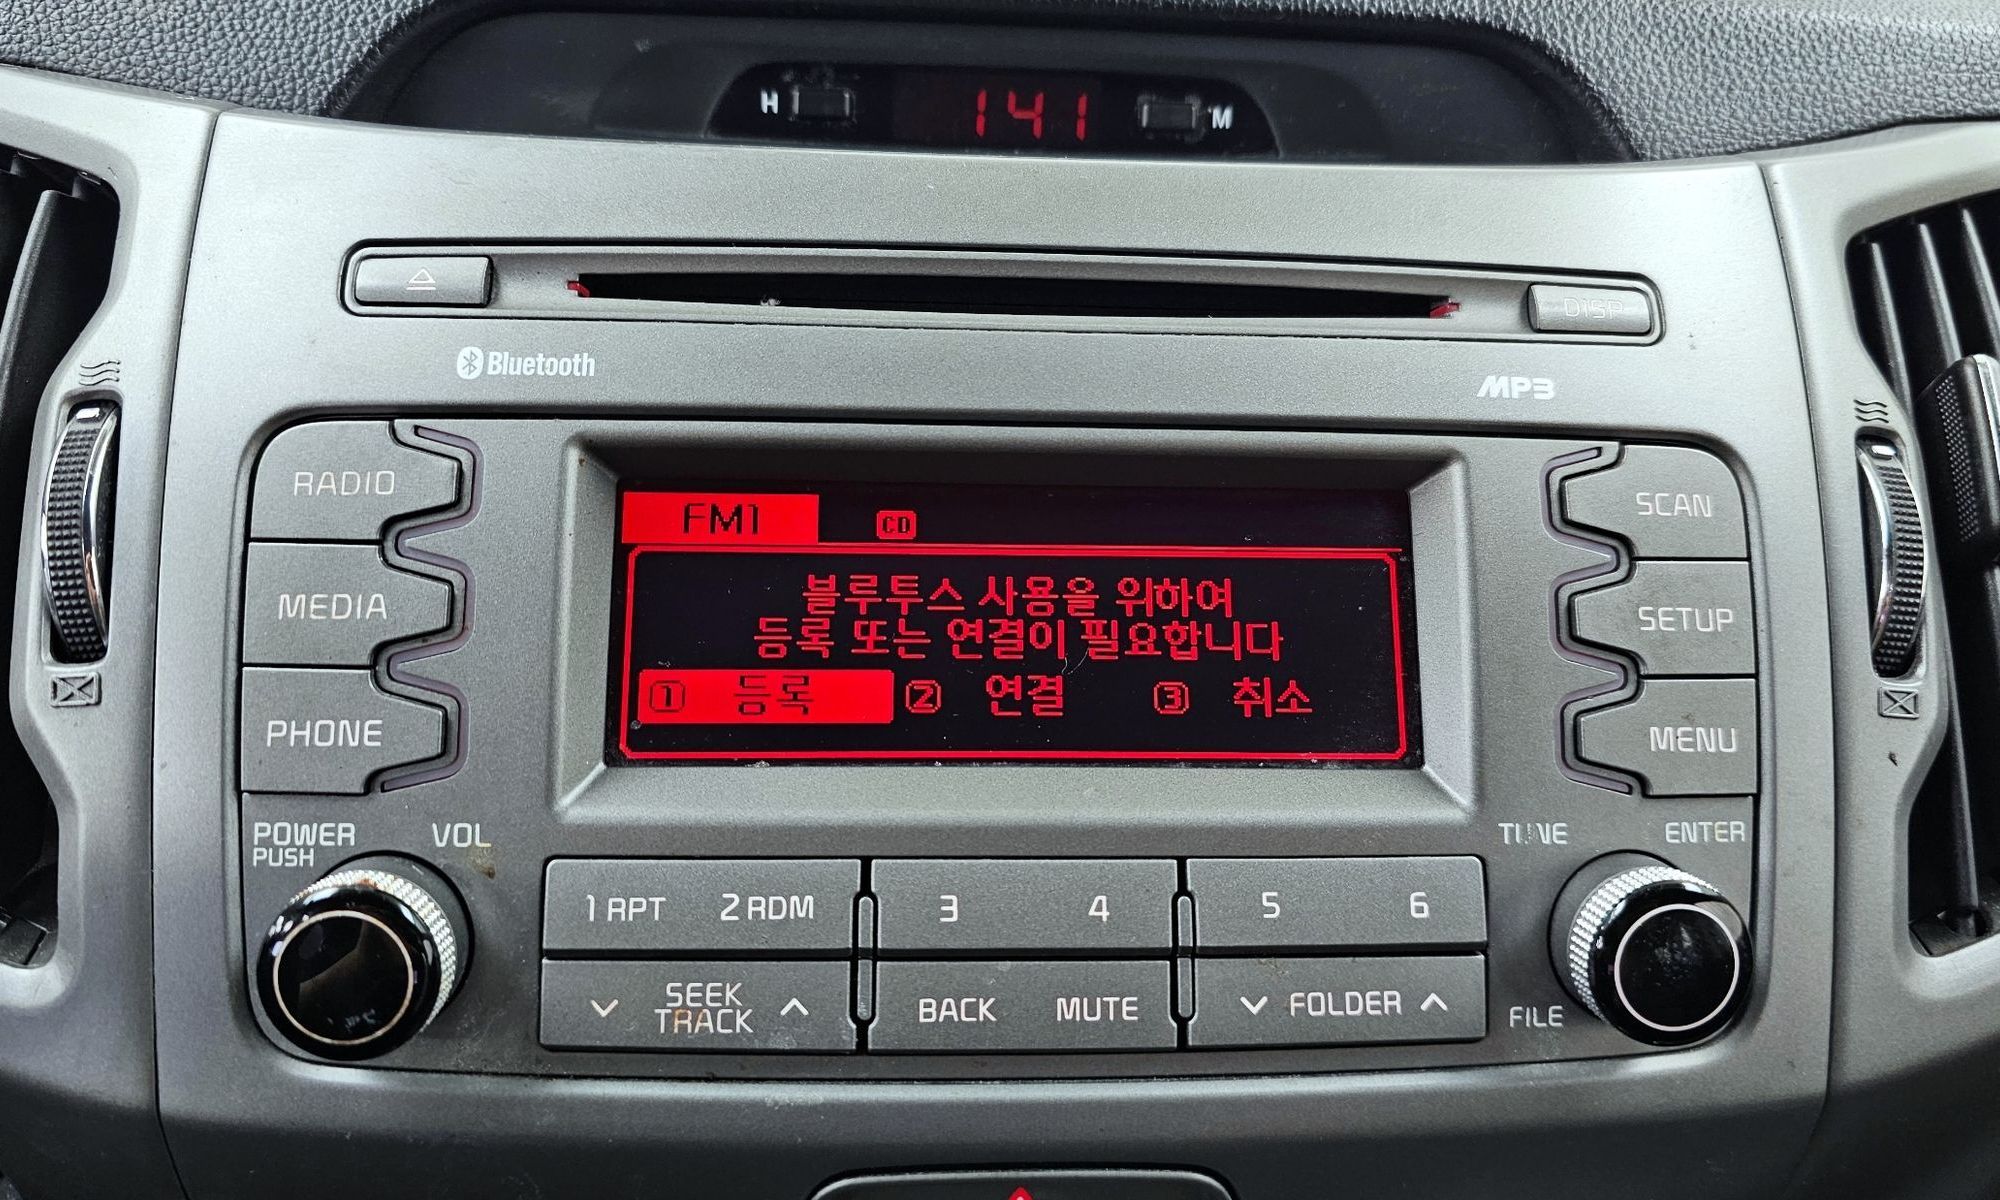 H 141 M
DISP
Bluetooth
MP3
RADIO
MEDIA
PHONE
FM1 CD
블루투스 사용을 위하여
등록 또는 연결이 필요합니다
1 등록 2 연결 3 취소
SCAN
SETUP
MENU
POWER
PUSH
VOL
TUNE
ENTER
1 RPT 2 RDM 3 4 5 6
SEEK
TRACK
BACK MUTE
FOLDER
FILE